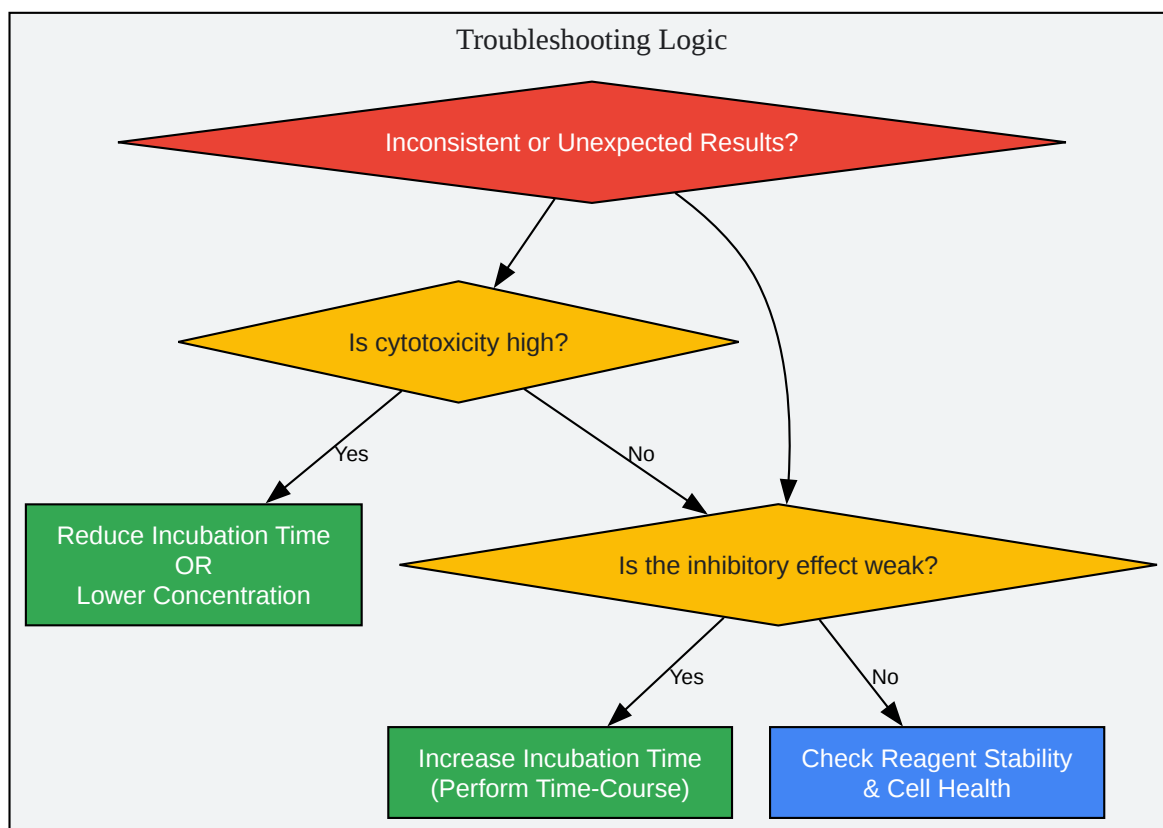 Troubleshooting Logic
Inconsistent or Unexpected Results?
Is cytotoxicity high?
Yes
No
Reduce Incubation Time
OR
Lower Concentration
Is the inhibitory effect weak?
Yes
No
Increase Incubation Time
(Perform Time-Course)
Check Reagent Stability
& Cell Health